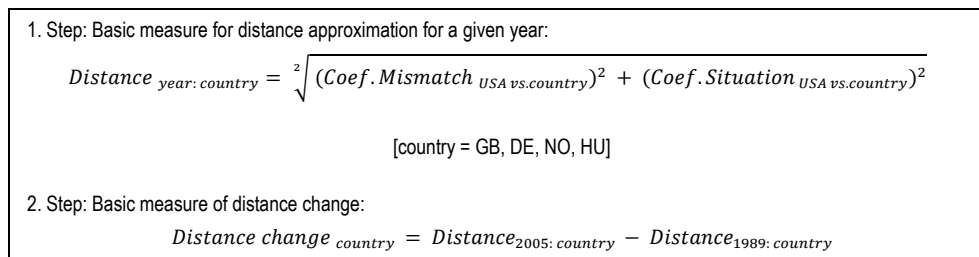 1. Step: Basic measure for distance approximation for a given year:
Distance year: country = ²√(Coef. Mismatch USA vs.country)² + (Coef. Situation USA vs.country)²
[country = GB, DE, NO, HU]
2. Step: Basic measure of distance change:
Distance change country = Distance2005: country − Distance1989: country